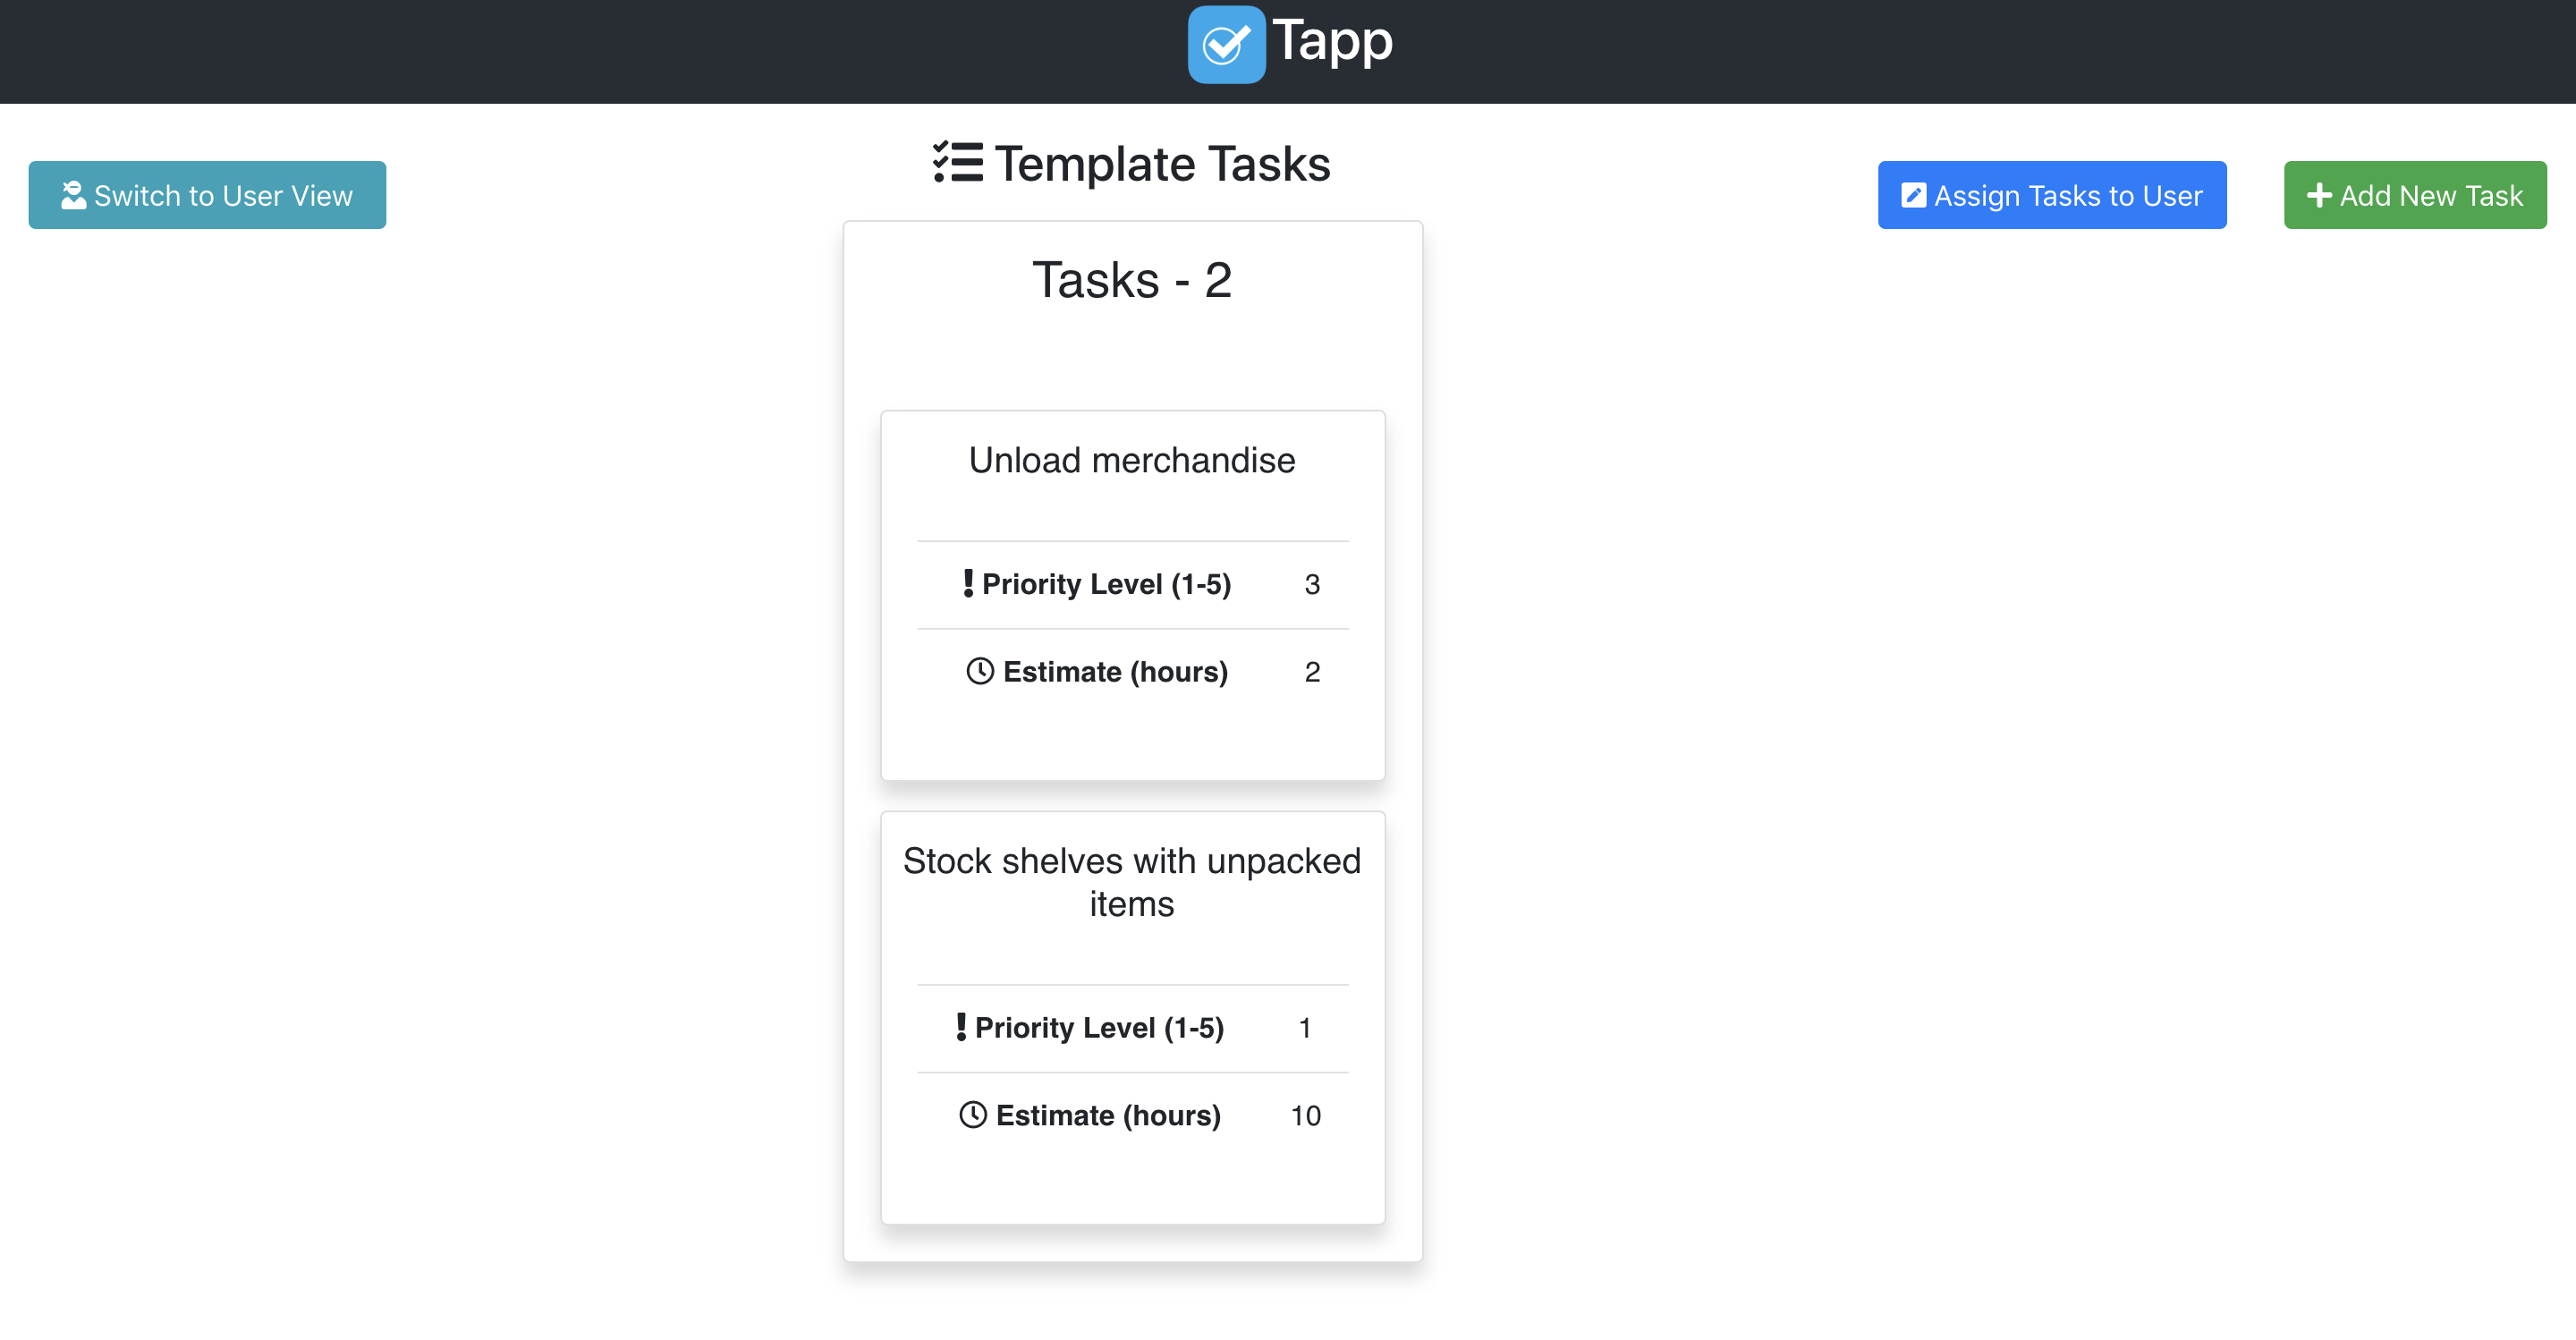 Tapp
Switch to User View
Template Tasks
Assign Tasks to User
Add New Task
Tasks - 2
Unload merchandise
Priority Level (1-5) 3
Estimate (hours) 2
Stock shelves with unpacked
items
Priority Level (1-5) 1
Estimate (hours) 10